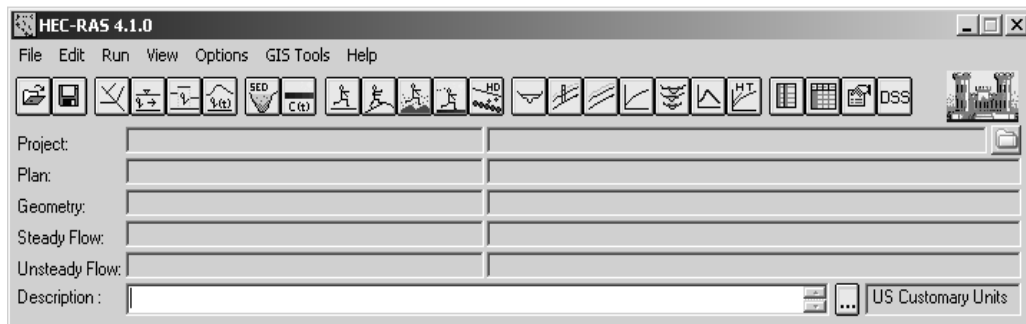 HEC-RAS 4.1.0
File Edit Run View Options GIS Tools Help
SED C(t) HD HT DSS
Project:
Plan:
Geometry:
Steady Flow:
Unsteady Flow:
Description : ... US Customary Units